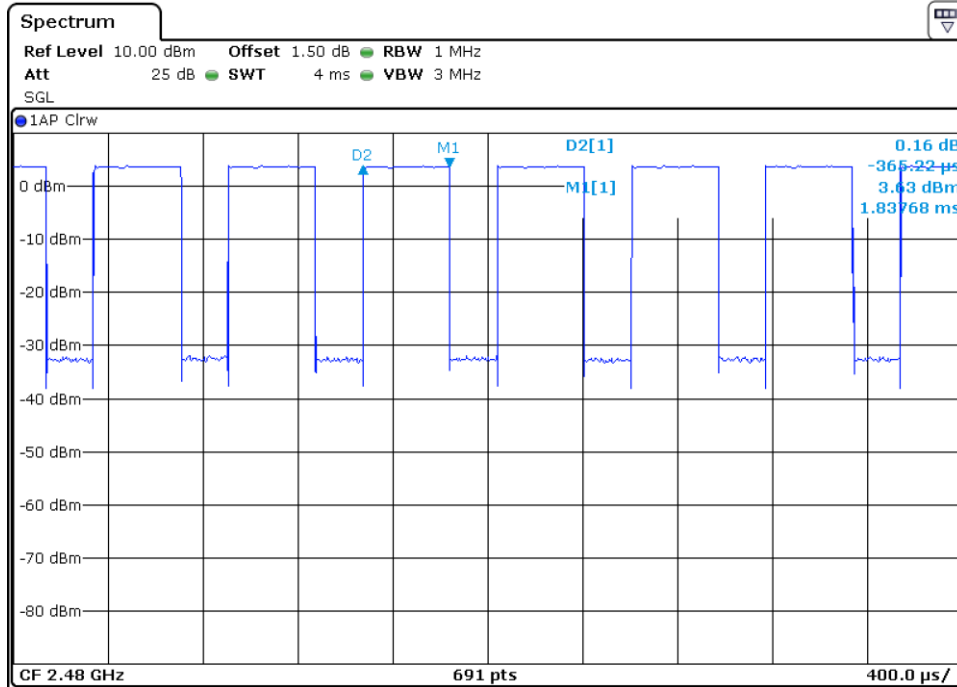 Spectrum
Ref Level 10.00 dBm Offset 1.50 dB RBW 1 MHz
Att 25 dB SWT 4 ms VBW 3 MHz
SGL
1AP Clrw
D2[1] 0.16 dB
-365.22 µs
M1[1] 3.63 dBm
1.83768 ms
D2 M1
0 dBm
-10 dBm
-20 dBm
-30 dBm
-40 dBm
-50 dBm
-60 dBm
-70 dBm
-80 dBm
CF 2.48 GHz 691 pts 400.0 µs/